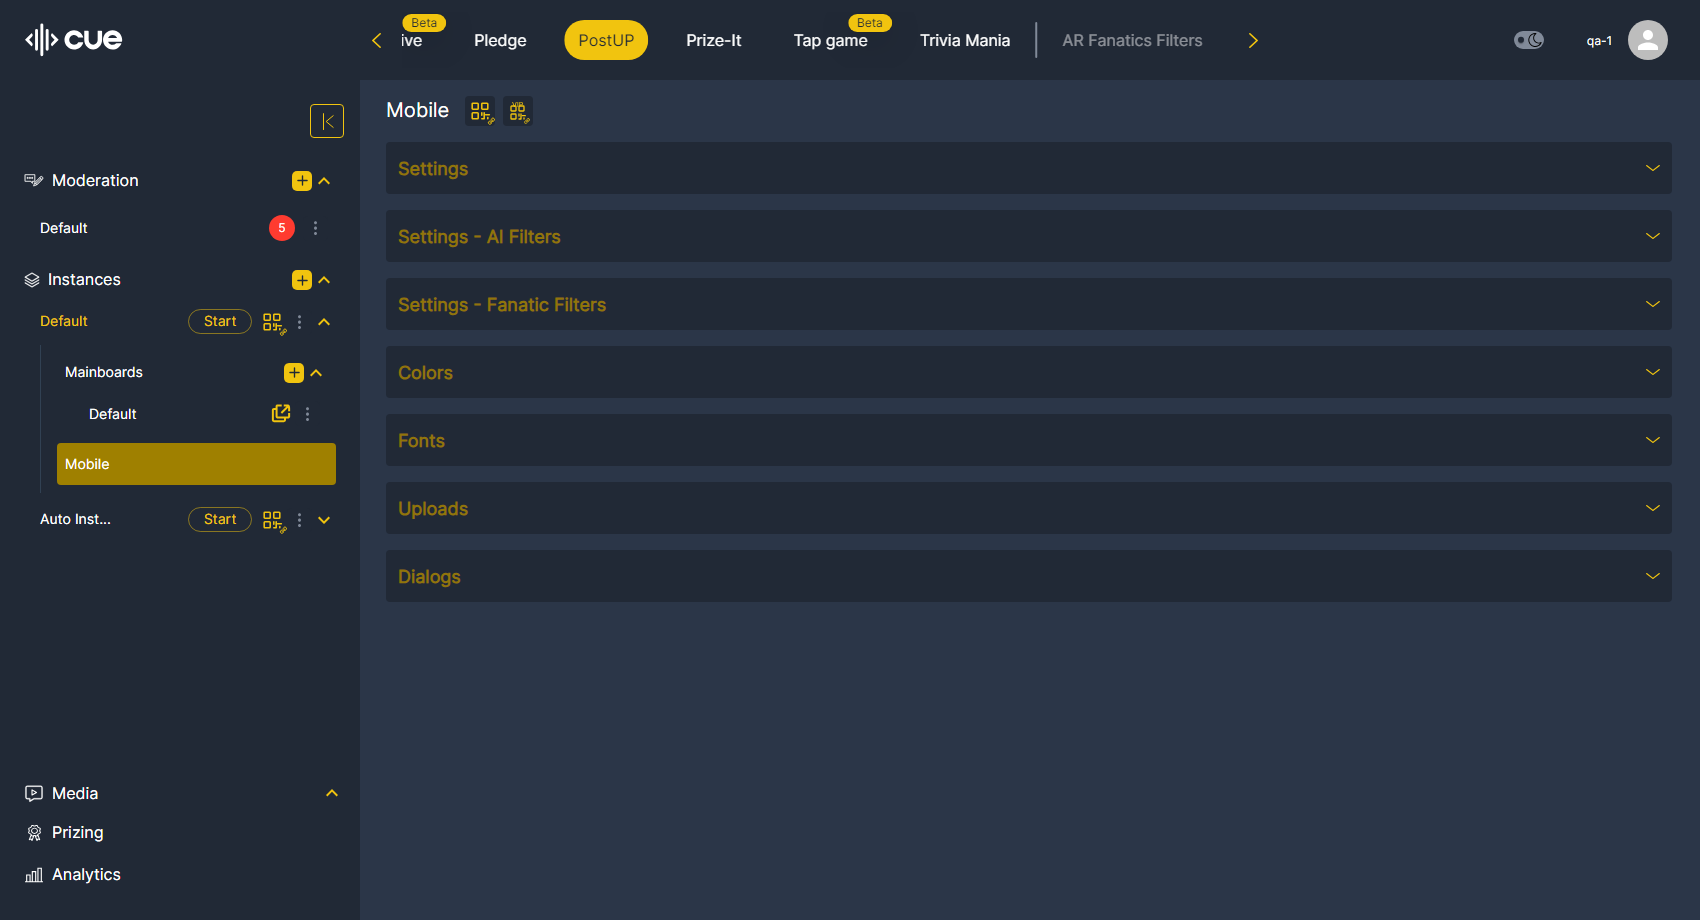 cue
Beta
ive
Pledge
PostUP
Prize-It
Beta
Tap game
Trivia Mania
AR Fanatics Filters
qa-1
Moderation
Default
5
Instances
Default
Start
Mainboards
Default
Mobile
Auto Inst...
Start
Media
Prizing
Analytics
Mobile
VIP
Settings
Settings - AI Filters
Settings - Fanatic Filters
Colors
Fonts
Uploads
Dialogs